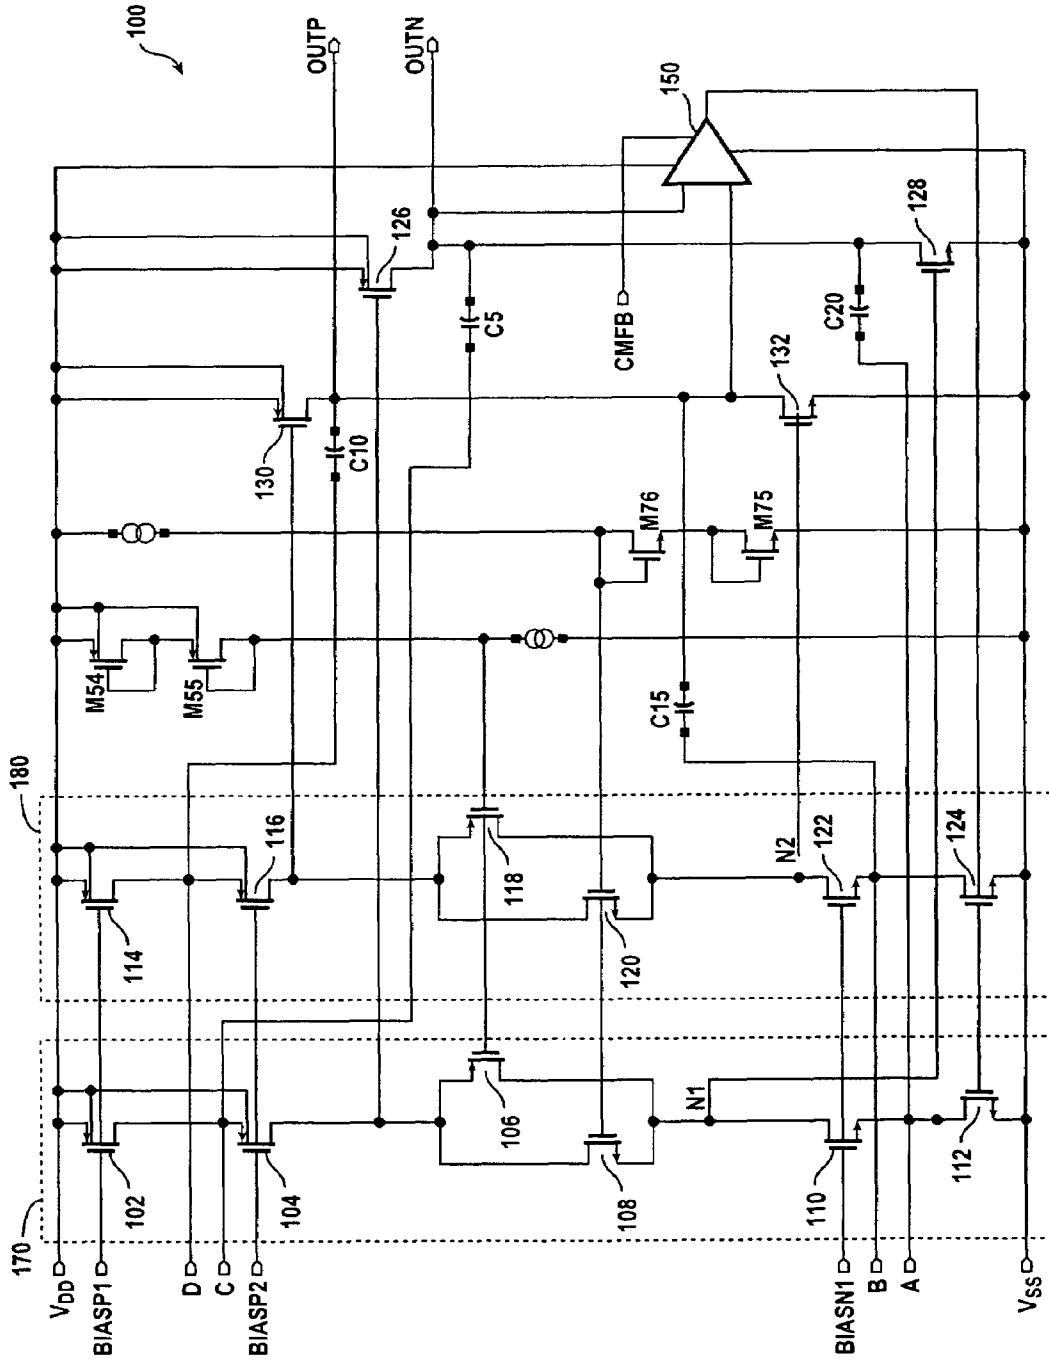 100
OUTP
OUTN
150
126
128
C5
CMFB
C20
130
C10
132
M76
M75
M54
M55
C15
180
116
118
N2
122
114
120
124
170
102
104
106
108
N1
110
112
VDD
BIASP1
D
C
BIASP2
BIASN1
B
A
VSS